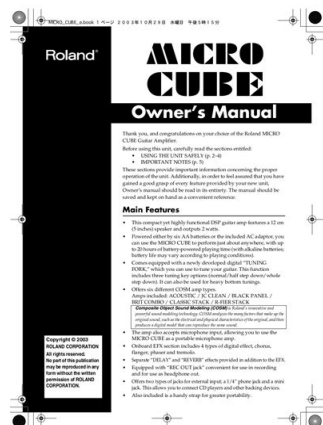 MICRO_CUBE_e.book 1 ページ 2003年10月29日 水曜日 午後5時15分
Roland®
MICRO
CUBE
Owner's Manual
Thank you, and congratulations on your choice of the Roland MICRO
CUBE Guitar Amplifier.
Before using this unit, carefully read the sections entitled:
• USING THE UNIT SAFELY (p. 2–4)
• IMPORTANT NOTES (p. 5)
These sections provide important information concerning the proper
operation of the unit. Additionally, in order to feel assured that you have
gained a good grasp of every feature provided by your new unit,
Owner's manual should be read in its entirety. The manual should be
saved and kept on hand as a convenient reference.
Main Features
• This compact yet highly functional DSP guitar amp features a 12 cm
(5 inches) speaker and outputs 2 watts.
• Powered either by six AA batteries or the included AC adaptor, you
can use the MICRO CUBE to perform just about any where, with up
to 20 hours of battery-powered playing time (with alkaline batteries;
battery life may vary according to playing conditions).
• Comes equipped with a newly developed digital "TUNING
FORK," which you can use to tune your guitar. This function
includes three tuning key options (normal/half step down/whole
step down). It can also be used for heavy bottom tunings.
• Offers six different COSM amp types.
Amps included: ACOUSTIC / JC CLEAN / BLACK PANEL /
BRIT COMBO / CLASSIC STACK / R-FIER STACK
Composite Object Sound Modeling (COSM) is Roland's innovative and
powerful sound modeling technology. COSM analyzes the many factors that make up the
original sound, such as the electrical and physical characteristics of the original, and then
produces a digital model that can reproduce the same sound.
• The amp also accepts microphone input, allowing you to use the
MICRO CUBE as a portable microphone amp.
• Onboard EFX section includes 4 types of digital effect, chorus,
flanger, phaser and tremolo.
• Separate "DELAY" and "REVERB" effects provided in addition to the EFX.
• Equipped with "REC OUT jack" convenient for use in recording
and for use as headphone out.
• Offers two types of jacks for external input; a 1/4" phone jack and a mini
jack. This allows you to connect CD players and other backing devices.
• Also included is a handy strap for greater portability.
Copyright © 2003
ROLAND CORPORATION
All rights reserved.
No part of this publication
may be reproduced in any
form without the written
permission of ROLAND
CORPORATION.